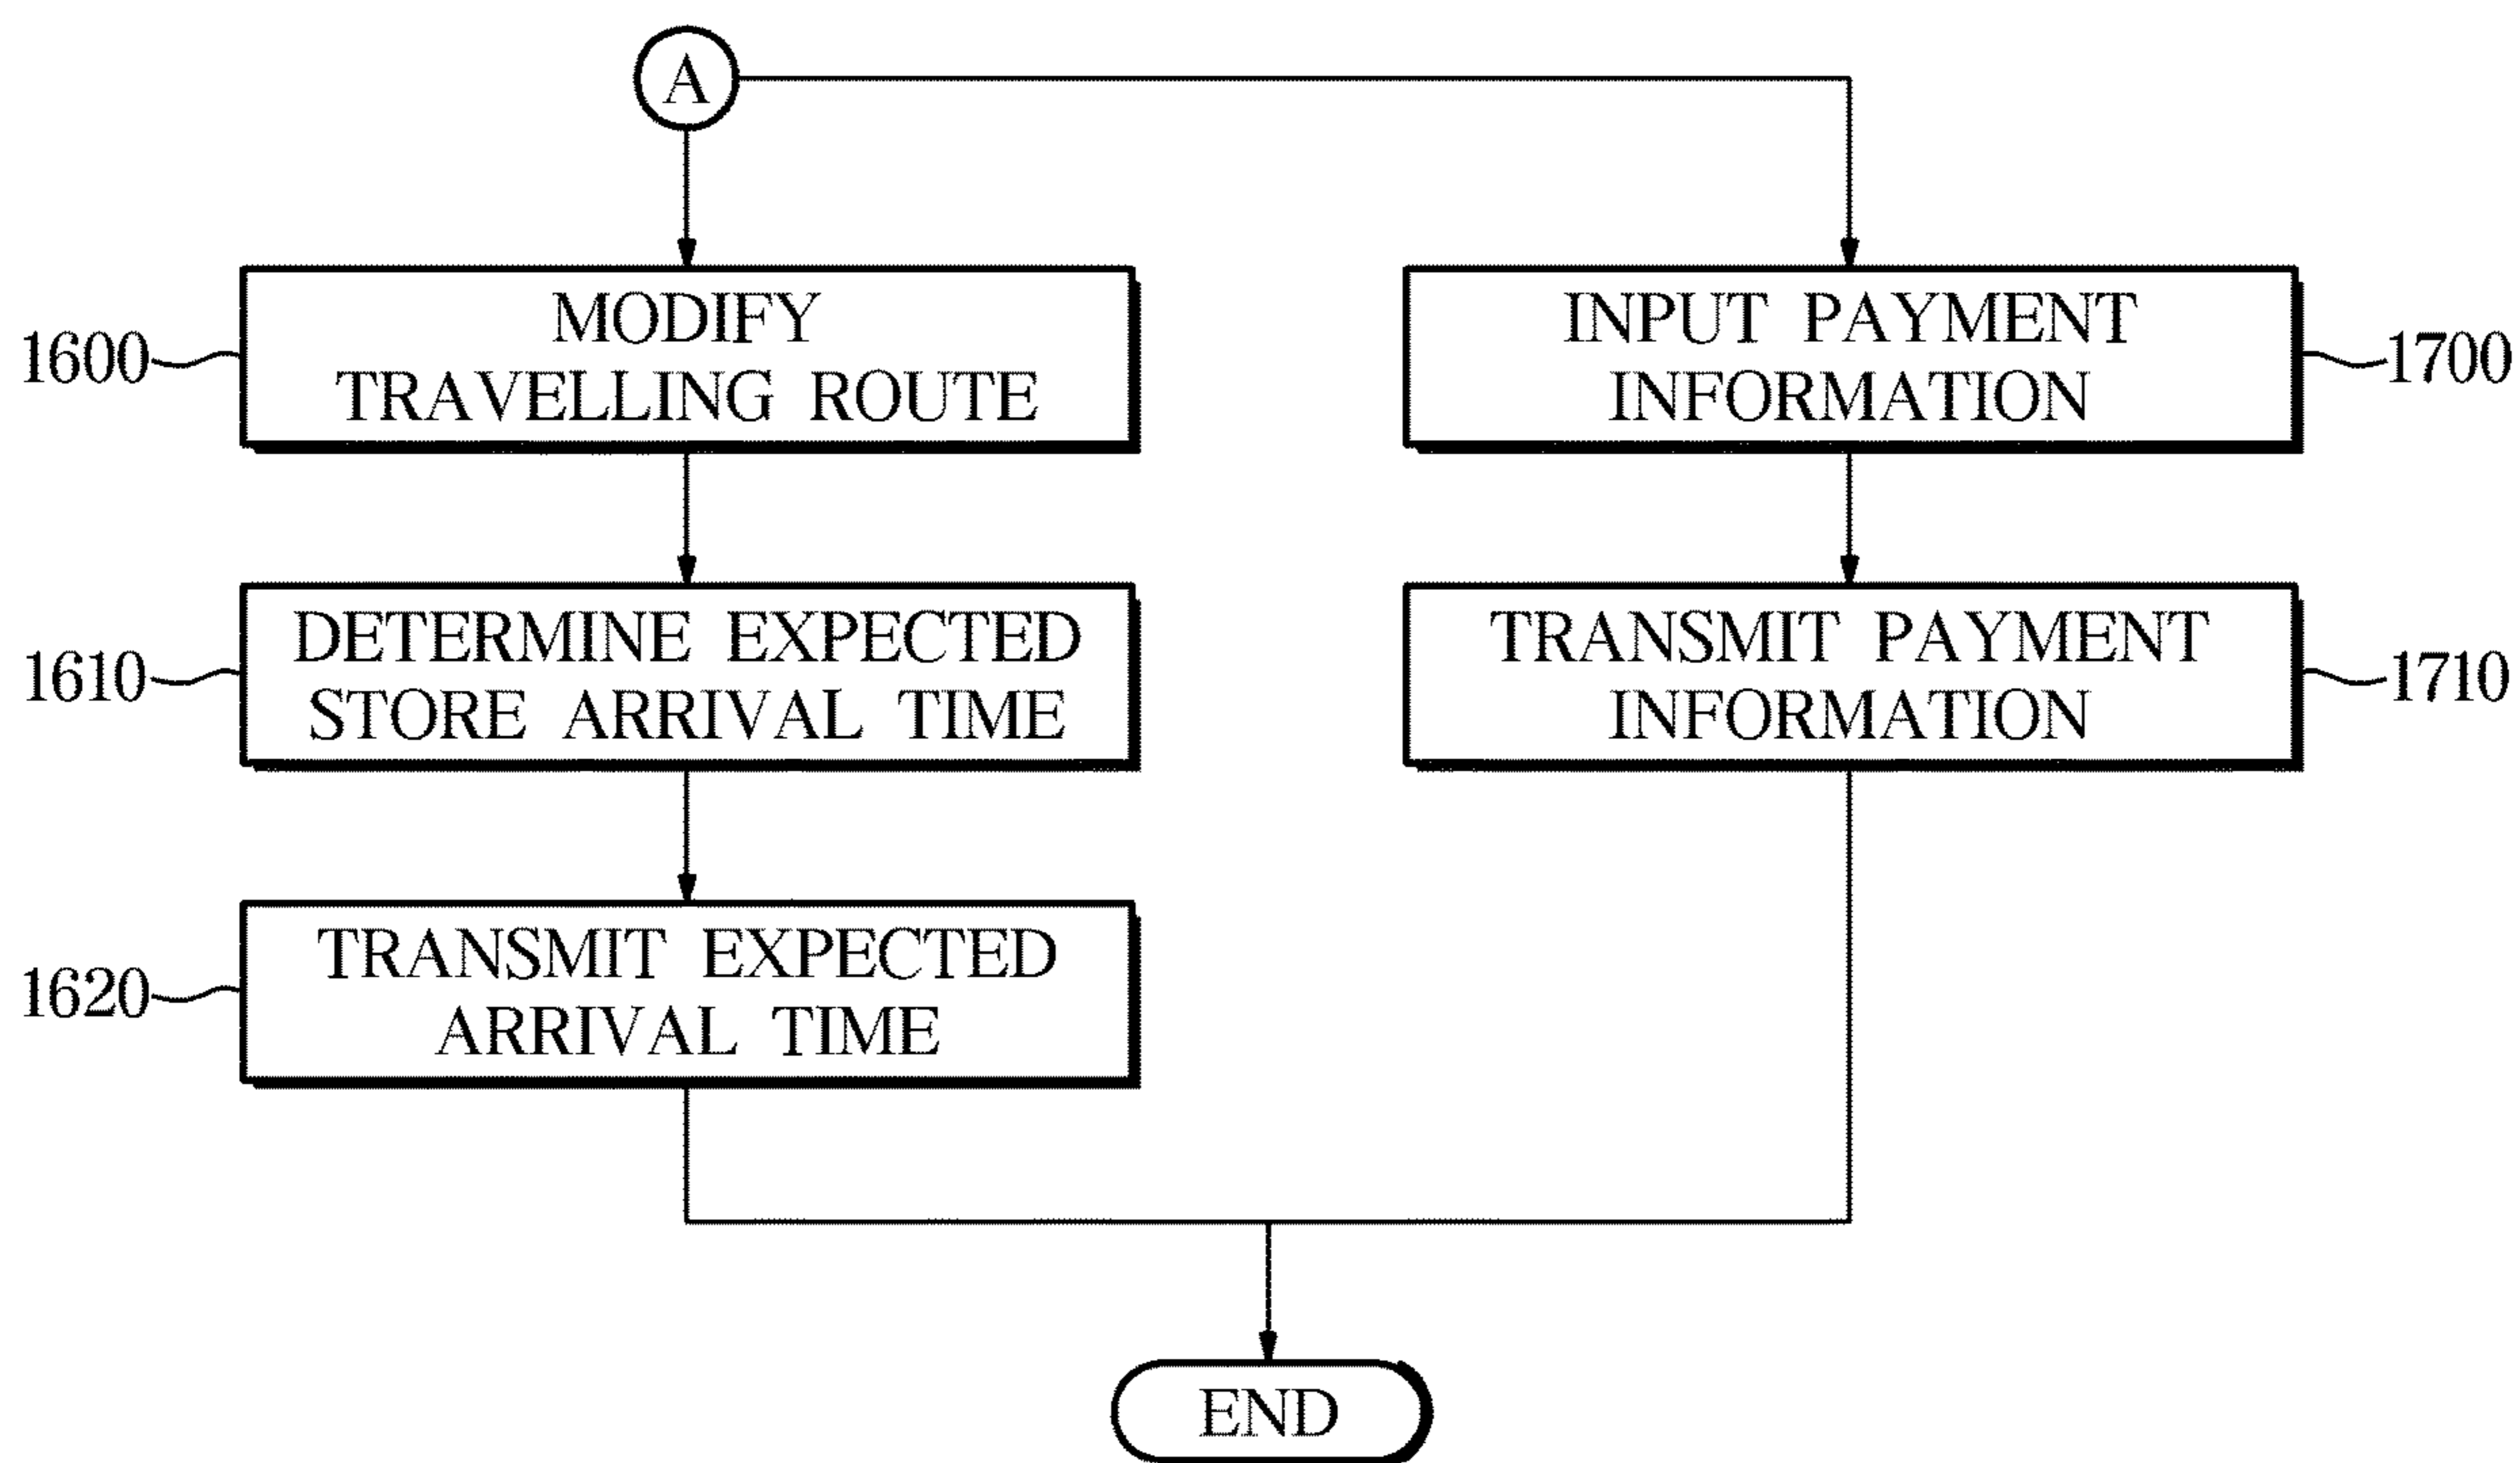 A
1600
MODIFY
TRAVELLING ROUTE
1610
DETERMINE EXPECTED
STORE ARRIVAL TIME
1620
TRANSMIT EXPECTED
ARRIVAL TIME
INPUT PAYMENT
INFORMATION
1700
TRANSMIT PAYMENT
INFORMATION
1710
END